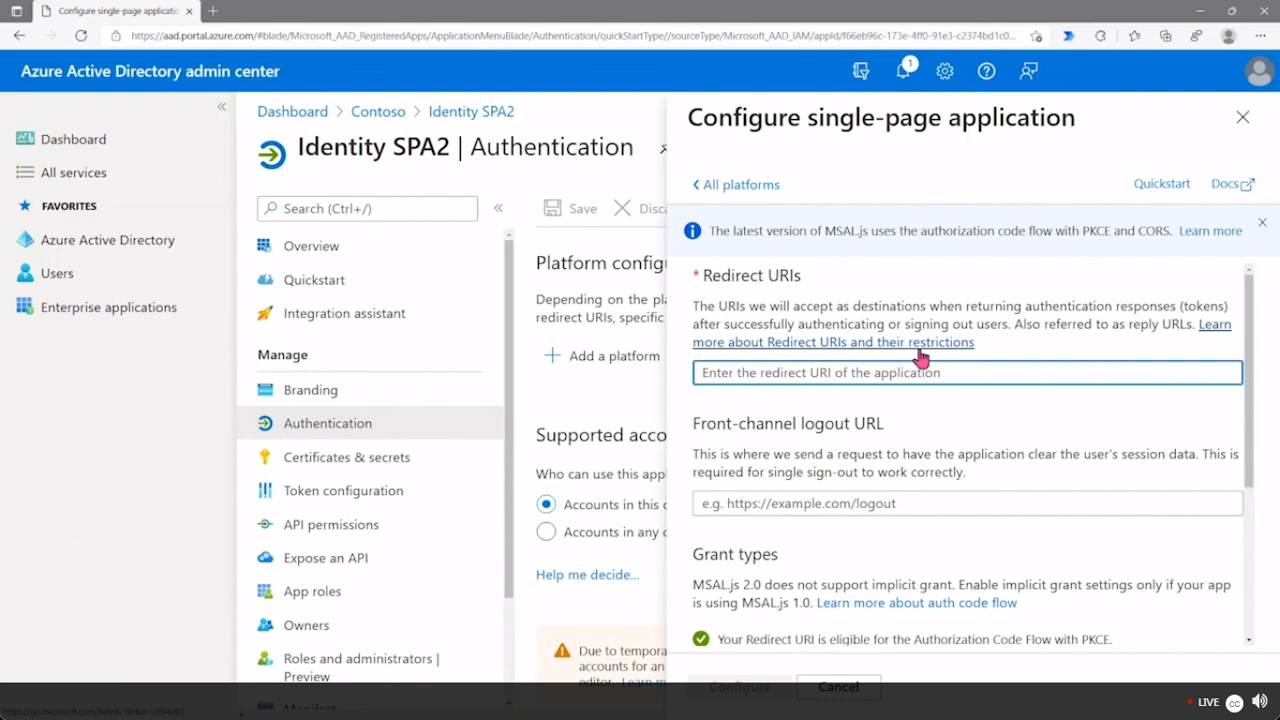 Configure single-page applicatio
https://aad.portal.azure.com/#blade/Microsoft_AAD_RegisteredApps/ApplicationMenuBlade/Authentication/quickStartType//sourceType/Microsoft_AAD_IAM/appId/f66eb96c-173e-4ff0-91e3-c2374bd1c0...
Azure Active Directory admin center
1
Dashboard
All services
FAVORITES
Azure Active Directory
Users
Enterprise applications
Dashboard > Contoso > Identity SPA2
Identity SPA2 | Authentication
Search (Ctrl+/)
Overview
Quickstart
Integration assistant
Manage
Branding
Authentication
Certificates & secrets
Token configuration
API permissions
Expose an API
App roles
Owners
Roles and administrators |
Preview
Manifest
Save
Disca
Platform configu
Depending on the pla
redirect URIs, specific
Add a platform
Supported acco
Who can use this appl
Accounts in this o
Accounts in any o
Help me decide...
Due to tempora
accounts for an
editor. Learn m
Configure single-page application
All platforms
Quickstart
Docs
The latest version of MSAL.js uses the authorization code flow with PKCE and CORS. Learn more
* Redirect URIs
The URIs we will accept as destinations when returning authentication responses (tokens)
after successfully authenticating or signing out users. Also referred to as reply URLs. Learn
more about Redirect URIs and their restrictions
Enter the redirect URI of the application
Front-channel logout URL
This is where we send a request to have the application clear the user's session data. This is
required for single sign-out to work correctly.
e.g. https://example.com/logout
Grant types
MSAL.js 2.0 does not support implicit grant. Enable implicit grant settings only if your app
is using MSAL.js 1.0. Learn more about auth code flow
Your Redirect URI is eligible for the Authorization Code Flow with PKCE.
Configure
Cancel
LIVE
CC